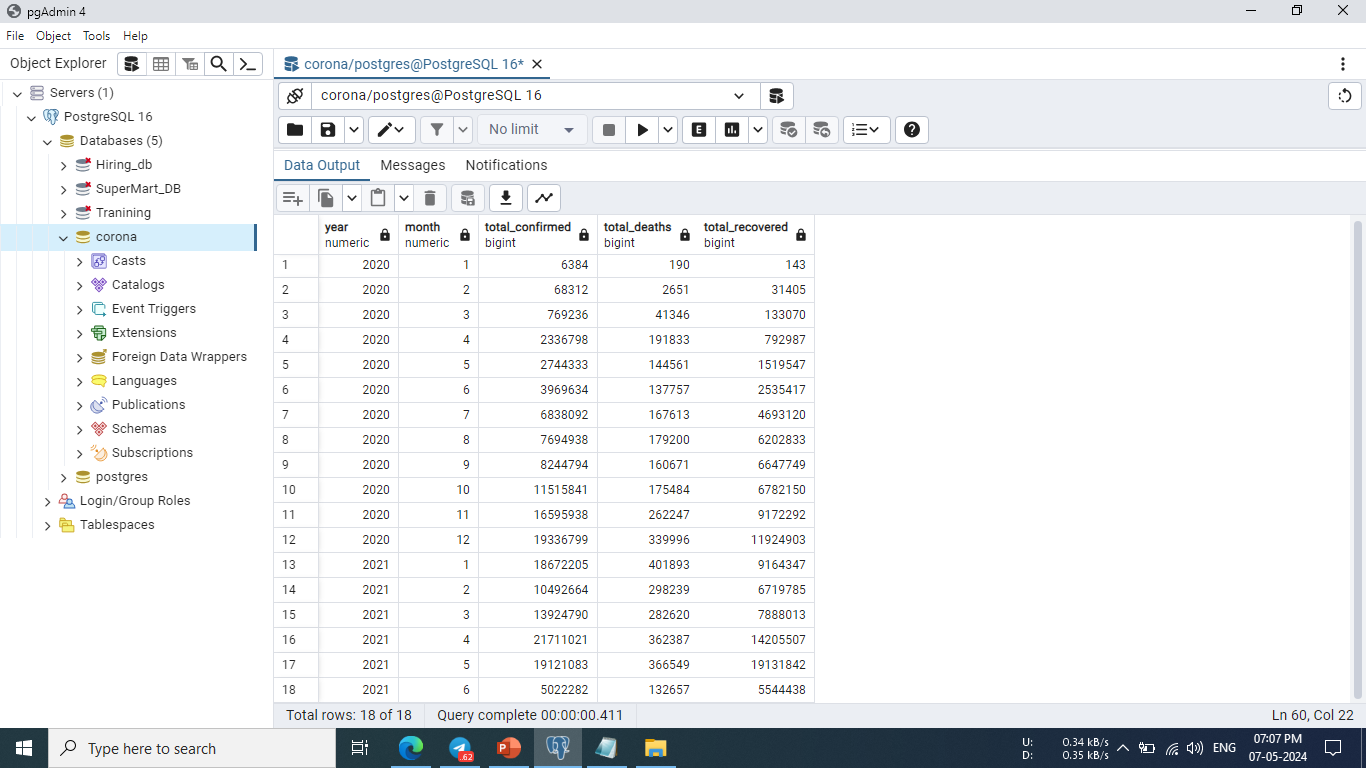 pgAdmin 4
File Object Tools Help
Object Explorer
corona/postgres@PostgreSQL 16*
Servers (1)
PostgreSQL 16
Databases (5)
Hiring_db
SuperMart_DB
Tranining
corona
Casts
Catalogs
Event Triggers
Extensions
Foreign Data Wrappers
Languages
Publications
Schemas
Subscriptions
postgres
Login/Group Roles
Tablespaces
corona/postgres@PostgreSQL 16
No limit
E
Data Output Messages Notifications
year month total_confirmed total_deaths total_recovered
numeric numeric bigint bigint bigint
1 2020 1 6384 190 143
2 2020 2 68312 2651 31405
3 2020 3 769236 41346 133070
4 2020 4 2336798 191833 792987
5 2020 5 2744333 144561 1519547
6 2020 6 3969634 137757 2535417
7 2020 7 6838092 167613 4693120
8 2020 8 7694938 179200 6202833
9 2020 9 8244794 160671 6647749
10 2020 10 11515841 175484 6782150
11 2020 11 16595938 262247 9172292
12 2020 12 19336799 339996 11924903
13 2021 1 18672205 401893 9164347
14 2021 2 10492664 298239 6719785
15 2021 3 13924790 282620 7888013
16 2021 4 21711021 362387 14205507
17 2021 5 19121083 366549 19131842
18 2021 6 5022282 132657 5544438
Total rows: 18 of 18 Query complete 00:00:00.411 Ln 60, Col 22
Type here to search
.62
U: 0.34 kB/s
D: 0.35 kB/s
ENG
07:07 PM
07-05-2024